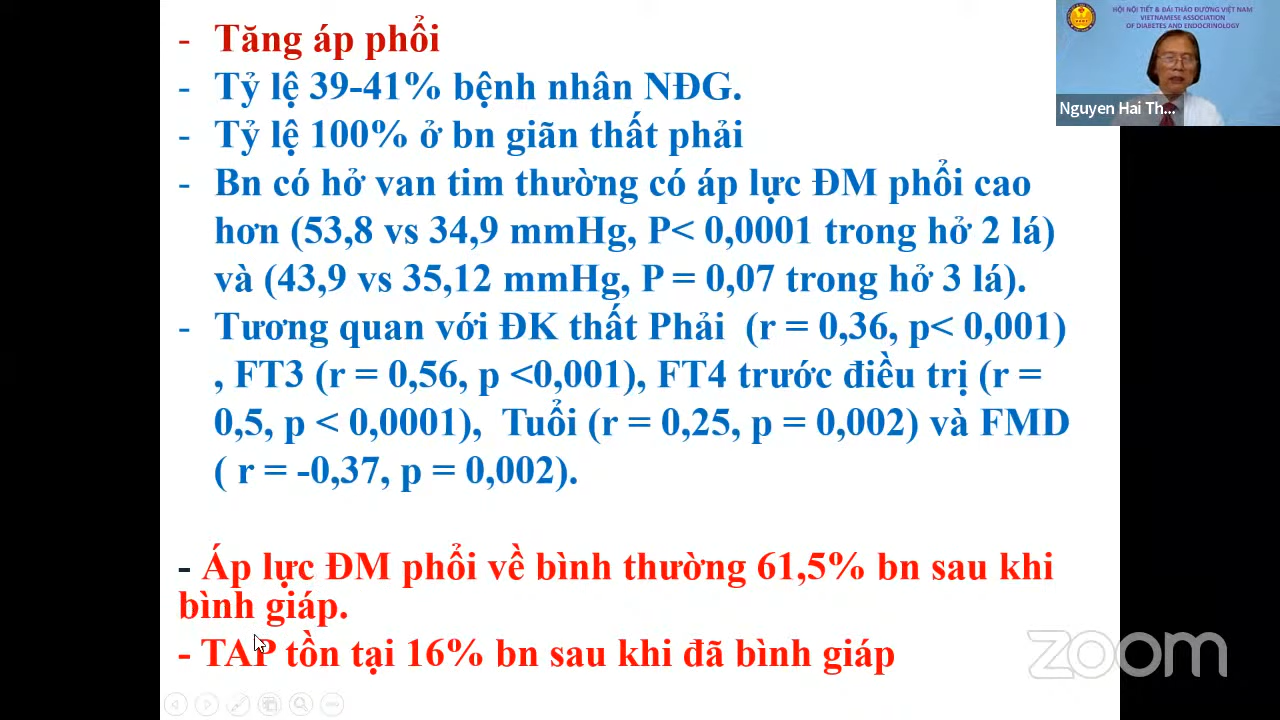 - Tăng áp phổi
- Tỷ lệ 39-41% bệnh nhân NĐG.
- Tỷ lệ 100% ở bn giãn thất phải
- Bn có hở van tim thường có áp lực ĐM phổi cao
hơn (53,8 vs 34,9 mmHg, P< 0,0001 trong hở 2 lá)
và (43,9 vs 35,12 mmHg, P = 0,07 trong hở 3 lá).
- Tương quan với ĐK thất Phải (r = 0,36, p< 0,001)
, FT3 (r = 0,56, p <0,001), FT4 trước điều trị (r =
0,5, p < 0,0001), Tuổi (r = 0,25, p = 0,002) và FMD
( r = -0,37, p = 0,002).
- Áp lực ĐM phổi về bình thường 61,5% bn sau khi
bình giáp.
- TAP tồn tại 16% bn sau khi đã bình giáp
HỘI NỘI TIẾT & ĐÁI THÁO ĐƯỜNG VIỆT NAM
VIETNAMESE ASSOCIATION
OF DIABETES AND ENDOCRINOLOGY
Nguyen Hai Th...
zoom